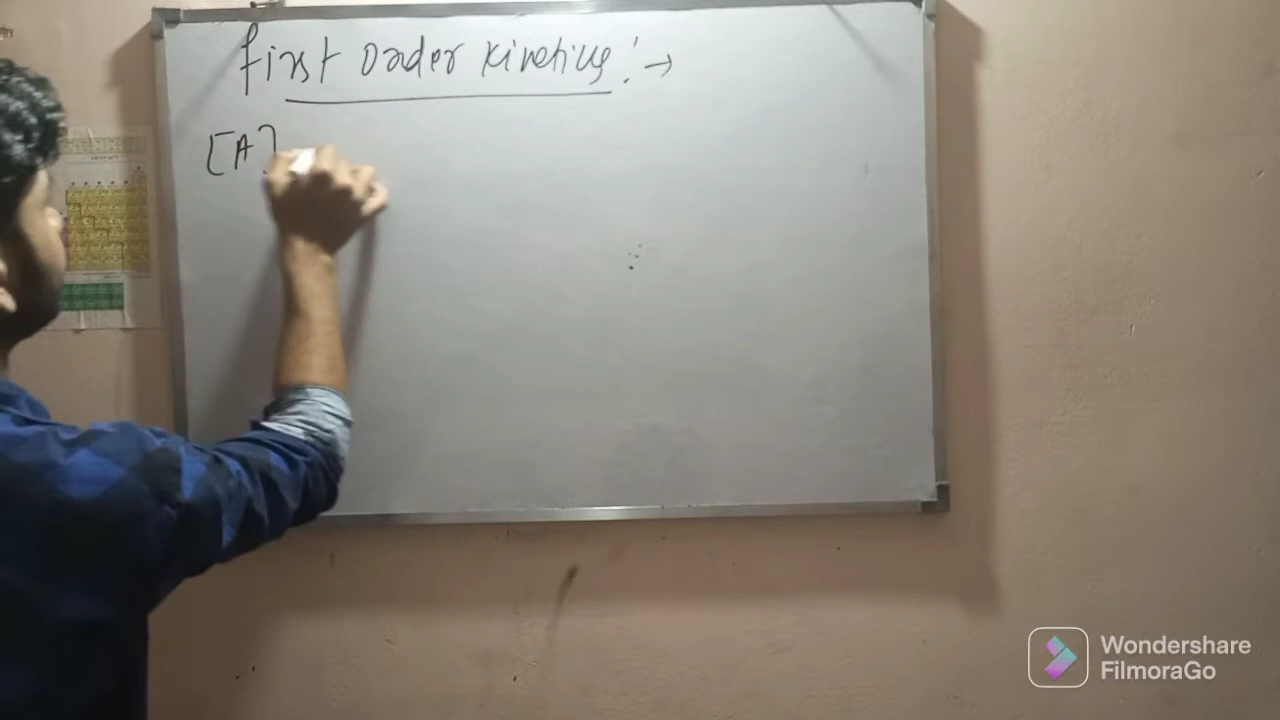 first order kinetics :→
[A]
Wondershare
FilmoraGo